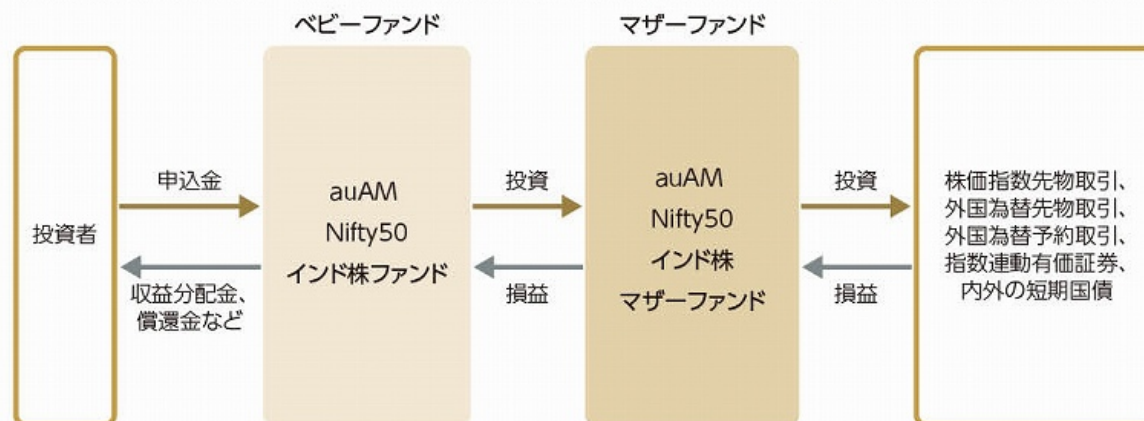 ベビーファンド
マザーファンド
投資者
申込金
収益分配金、
償還金など
auAM
Nifty50
インド株ファンド
投資
損益
auAM
Nifty50
インド株
マザーファンド
投資
損益
株価指数先物取引、
外国為替先物取引、
外国為替予約取引、
指数連動有価証券、
内外の短期国債